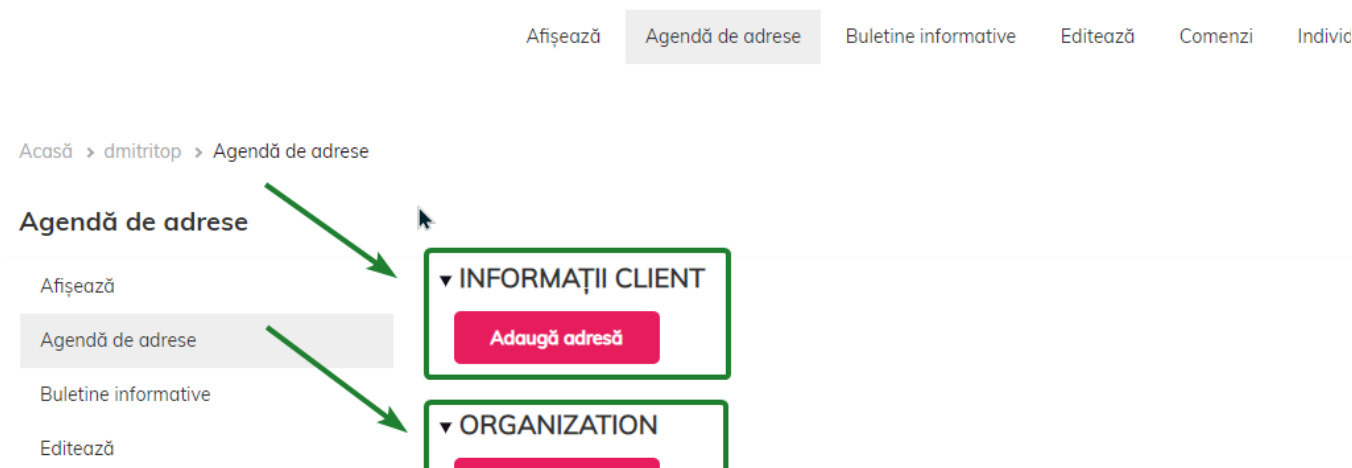 Afișează Agendă de adrese Buletine informative Editează Comenzi
Acasă > dmitritop > Agendă de adrese
Agendă de adrese
Afișează
Agendă de adrese
Buletine informative
Editează
▾ INFORMAȚII CLIENT
Adaugă adresă
▾ ORGANIZATION